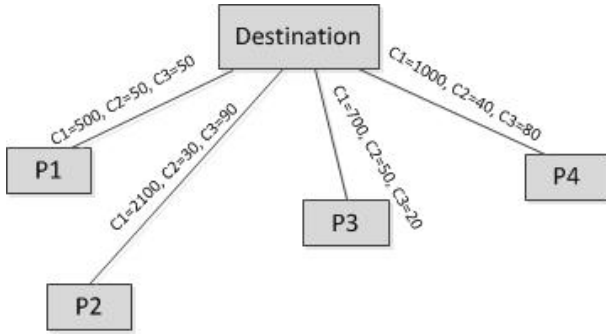 Destination
C1=500, C2=50, C3=50
C1=2100, C2=30, C3=90
C1=700, C2=50, C3=20
C1=1000, C2=40, C3=80
P1
P2
P3
P4